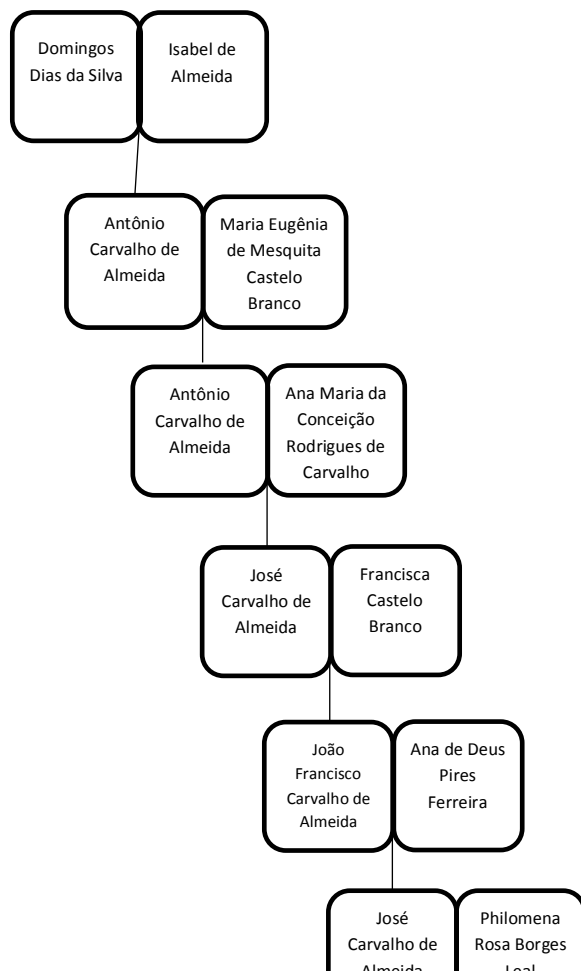 Domingos
Dias da Silva
Isabel de
Almeida
Antônio
Carvalho de
Almeida
Maria Eugênia
de Mesquita
Castelo
Branco
Antônio
Carvalho de
Almeida
Ana Maria da
Conceição
Rodrigues de
Carvalho
José
Carvalho de
Almeida
Francisca
Castelo
Branco
João
Francisco
Carvalho de
Almeida
Ana de Deus
Pires
Ferreira
José
Carvalho de
Almeida
Philomena
Rosa Borges
Leal